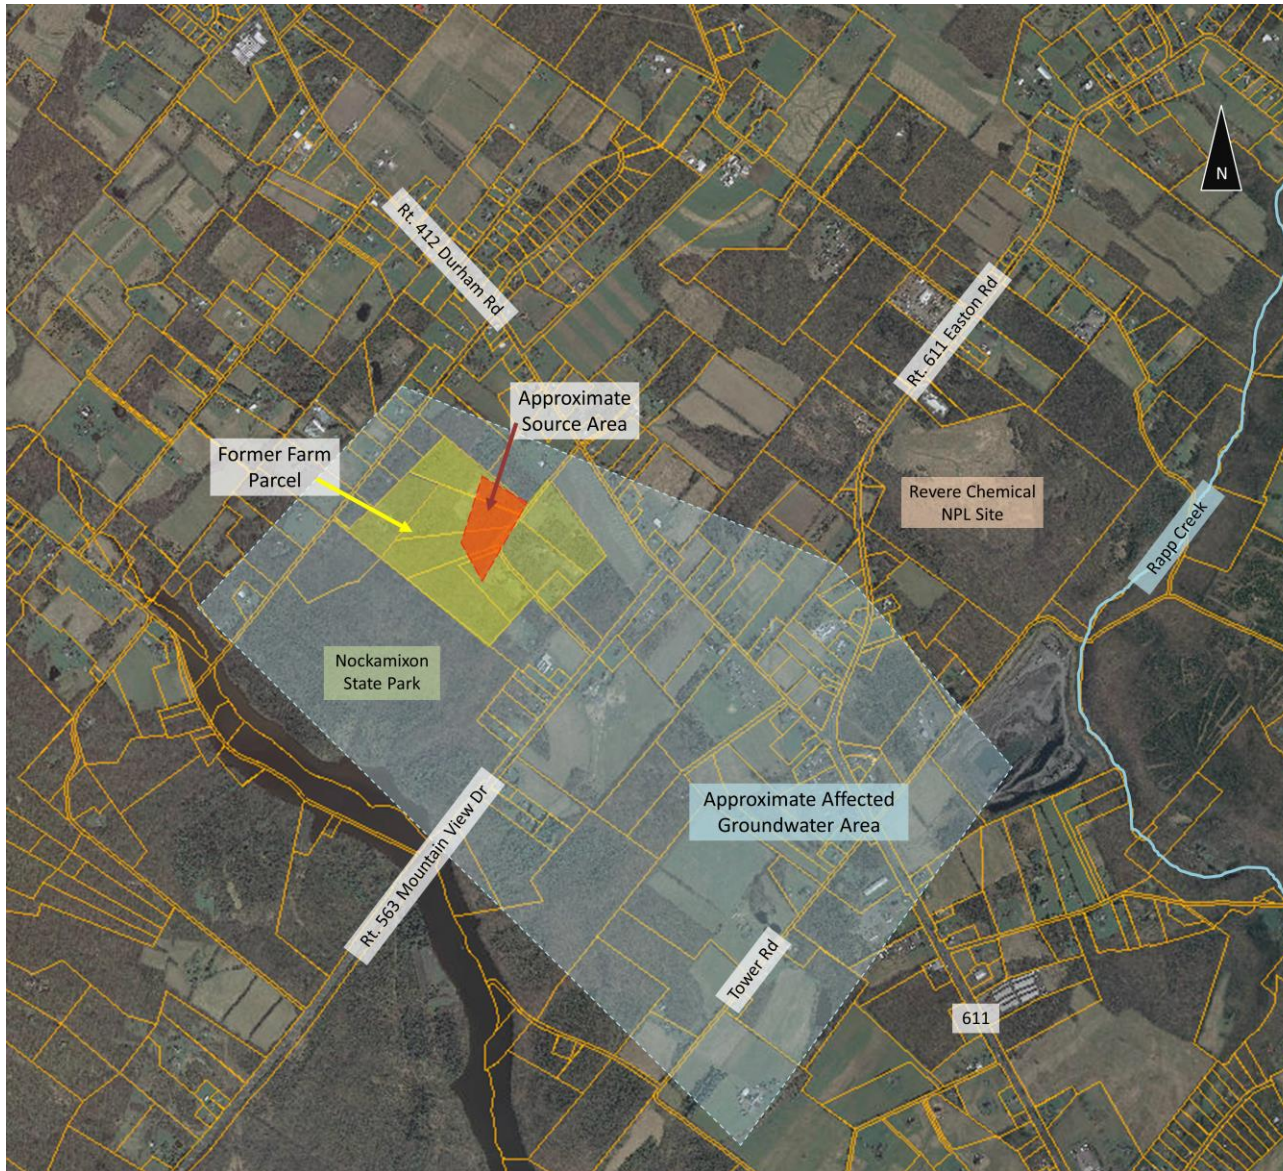 N
Rt. 412 Durham Rd
Rt. 611 Easton Rd
Approximate
Source Area
Former Farm
Parcel
Revere Chemical
NPL Site
Rapp Creek
Nockamixon
State Park
Approximate Affected
Groundwater Area
Rt. 563 Mountain View Dr
Tower Rd
611